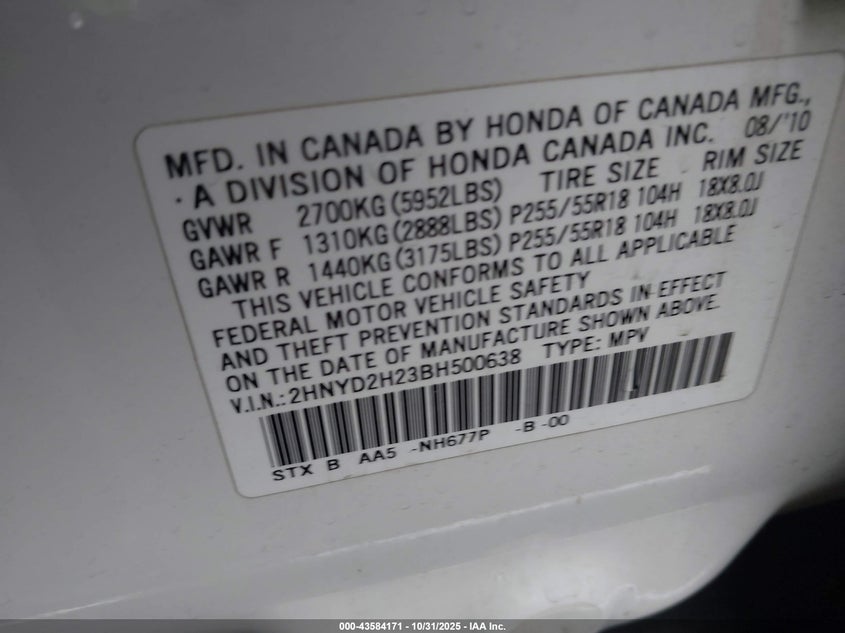 MFD. IN CANADA BY HONDA OF CANADA MFG.,
· A DIVISION OF HONDA CANADA INC. 08/'10
GVWR 2700KG (5952LBS) TIRE SIZE - RIM SIZE
GAWR F 1310KG (2888LBS) P255/55R18 104H 18X8.0J
GAWR R 1440KG (3175LBS) P255/55R18 104H 18X8.0J
THIS VEHICLE CONFORMS TO ALL APPLICABLE
FEDERAL MOTOR VEHICLE SAFETY
AND THEFT PREVENTION STANDARDS IN EFFECT
ON THE DATE OF MANUFACTURE SHOWN ABOVE.
V.I.N.: 2HNYD2H23BH500638 TYPE: MPV
STX B AA5 -NH677P -B -00
000-43584171 - 10/31/2025 - IAA Inc.